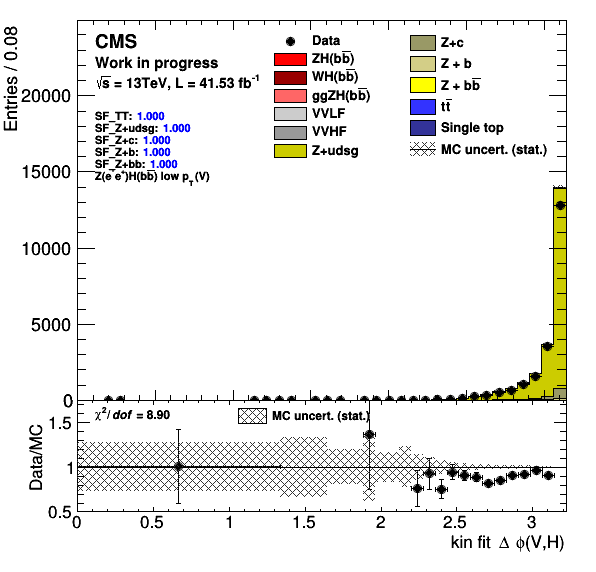 CMS
Work in progress
√s = 13TeV, L = 41.53 fb⁻¹
SF_TT: 1.000
SF_Z+udsg: 1.000
SF_Z+c: 1.000
SF_Z+b: 1.000
SF_Z+bb: 1.000
Z(e⁻e⁺)H(bb̅) low p_T(V)
Data
ZH(bb̅)
WH(bb̅)
ggZH(bb̅)
VVLF
VVHF
Z+udsg
Z+c
Z + b
Z + bb̅
tt̅
Single top
MC uncert. (stat.)
Entries / 0.08
20000
15000
10000
5000
0
χ²/dof = 8.90
MC uncert. (stat.)
Data/MC
1.5
1
0.5
0 0.5 1 1.5 2 2.5 3
kin fit Δ φ(V,H)